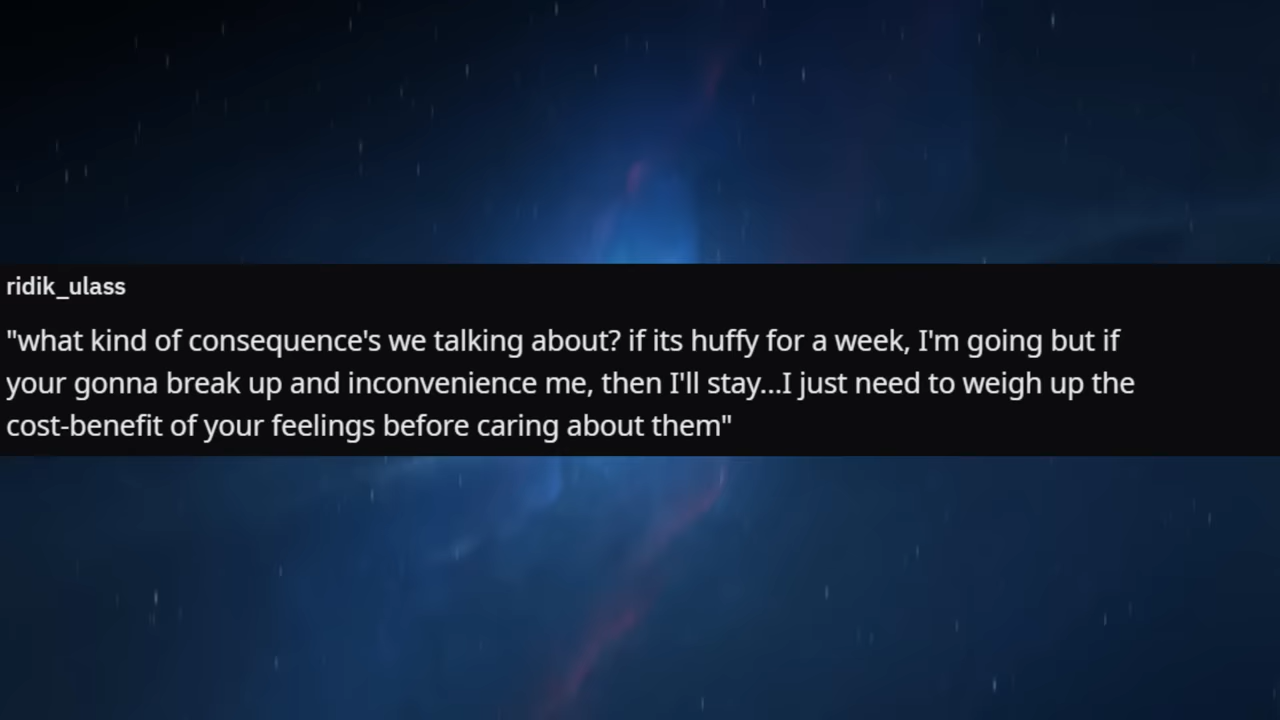 ridik_ulass
"what kind of consequence's we talking about? if its huffy for a week, I'm going but if
your gonna break up and inconvenience me, then I'll stay...I just need to weigh up the
cost-benefit of your feelings before caring about them"